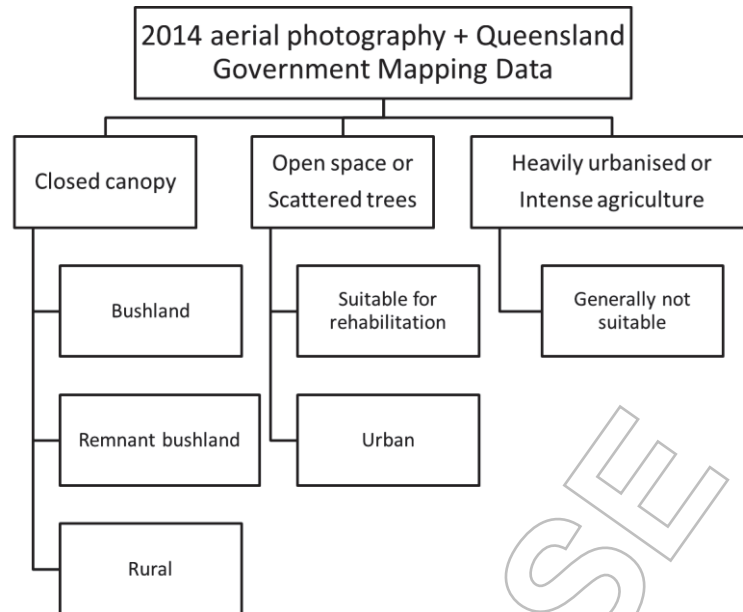 2014 aerial photography + Queensland
Government Mapping Data
Closed canopy
Open space or
Scattered trees
Heavily urbanised or
Intense agriculture
Bushland
Remnant bushland
Rural
Suitable for
rehabilitation
Urban
Generally not
suitable
SE